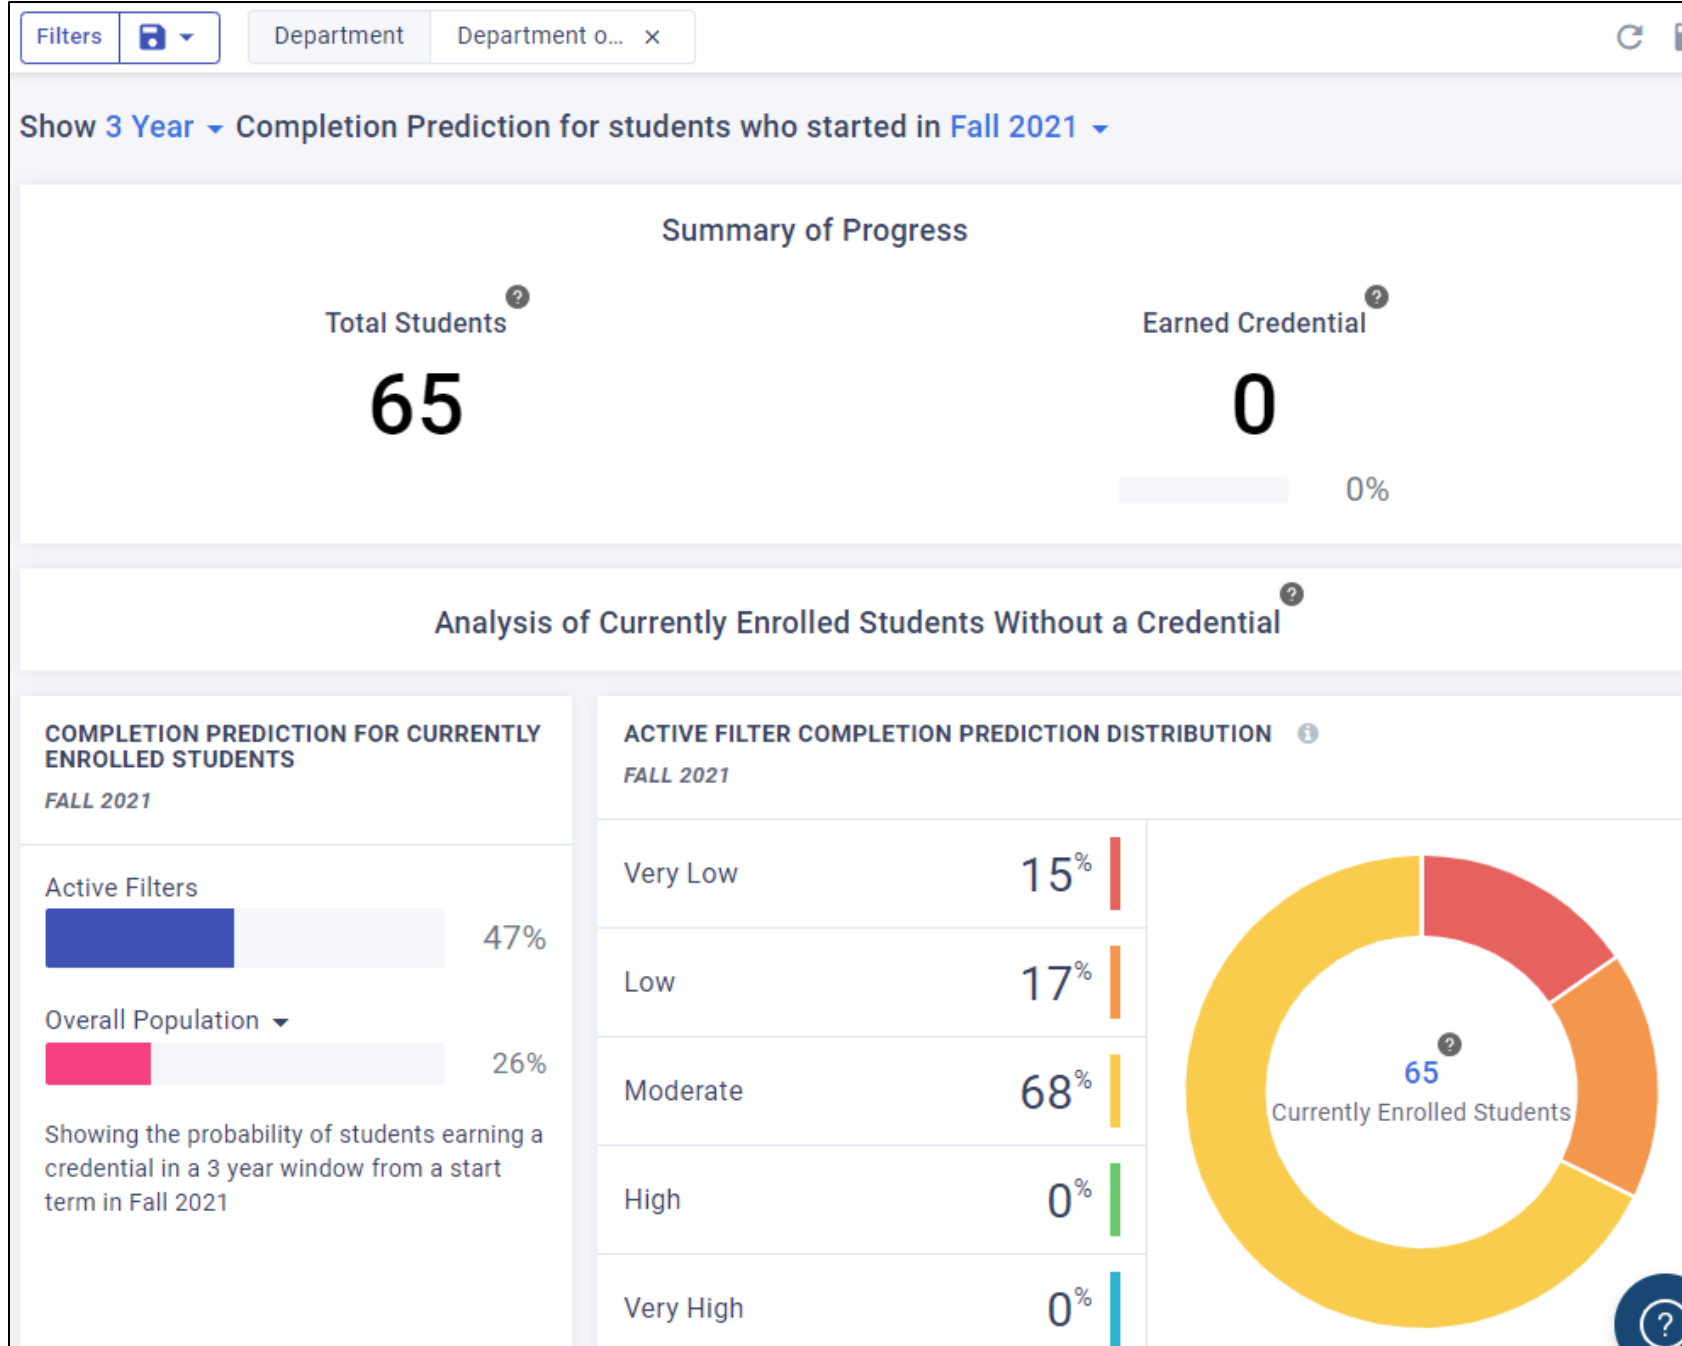 Filters
Department
Department o...
Show 3 Year Completion Prediction for students who started in Fall 2021
Summary of Progress
Total Students
65
Earned Credential
0
0%
Analysis of Currently Enrolled Students Without a Credential
COMPLETION PREDICTION FOR CURRENTLY
ENROLLED STUDENTS
FALL 2021
Active Filters
47%
Overall Population
26%
Showing the probability of students earning a
credential in a 3 year window from a start
term in Fall 2021
ACTIVE FILTER COMPLETION PREDICTION DISTRIBUTION
FALL 2021
Very Low 15%
Low 17%
Moderate 68%
High 0%
Very High 0%
65
Currently Enrolled Students